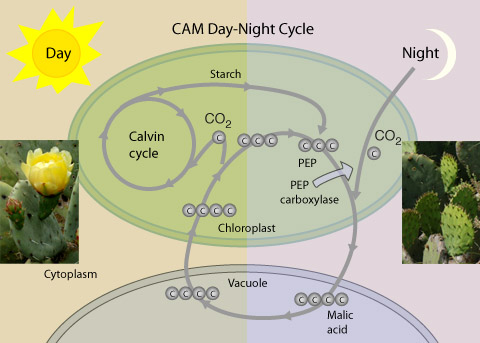 CAM Day-Night Cycle
Day
Night
Starch
CO2
Calvin
cycle
C C C
C C C
PEP
CO2
C
C
PEP
carboxylase
C C C C
Chloroplast
Cytoplasm
Vacuole
C C C C
C C C C
Malic
acid